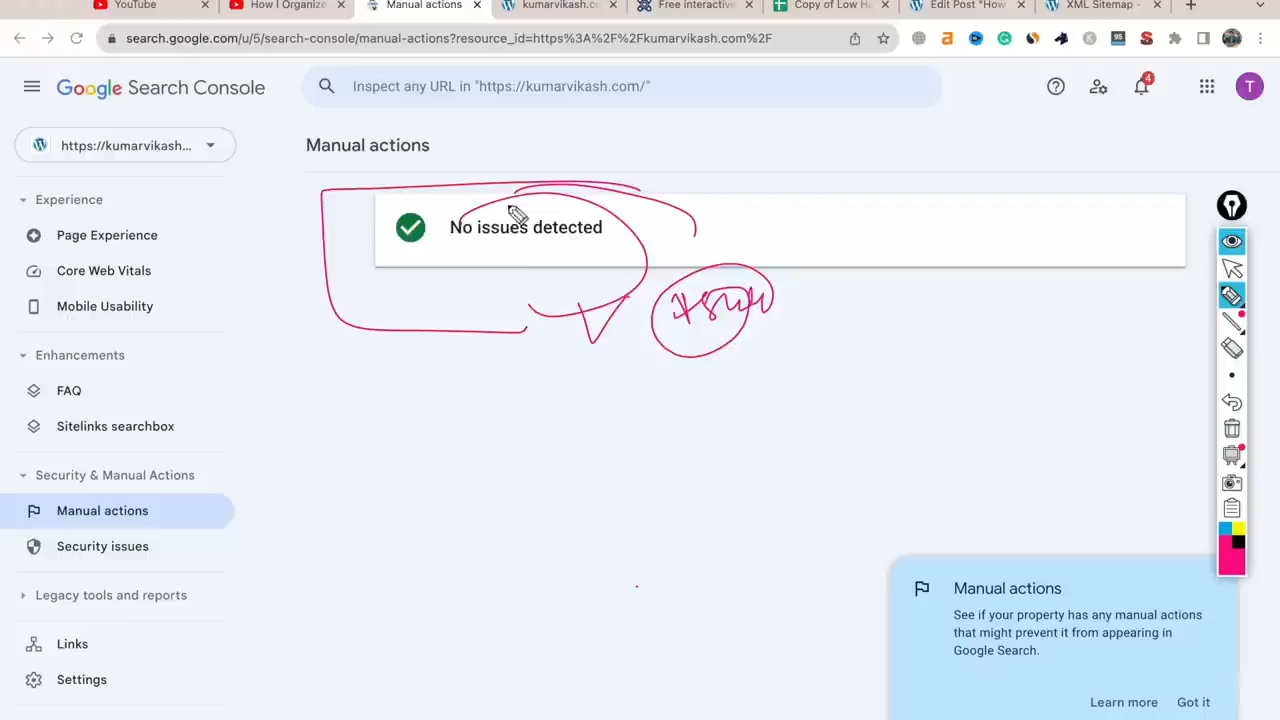 YouTube
How I Organize
Manual actions
kumarvikash.co
Free interactive
Copy of Low Ha
Edit Post "How
XML Sitemap -
search.google.com/u/5/search-console/manual-actions?resource_id=https%3A%2F%2Fkumarvikash.com%2F
95
Google Search Console
Inspect any URL in "https://kumarvikash.com/"
4
T
https://kumarvikash...
Manual actions
Experience
No issues detected
Page Experience
Core Web Vitals
Mobile Usability
Enhancements
FAQ
Sitelinks searchbox
Security & Manual Actions
Manual actions
Security issues
Legacy tools and reports
Links
Settings
Manual actions
See if your property has any manual actions
that might prevent it from appearing in
Google Search.
Learn more
Got it